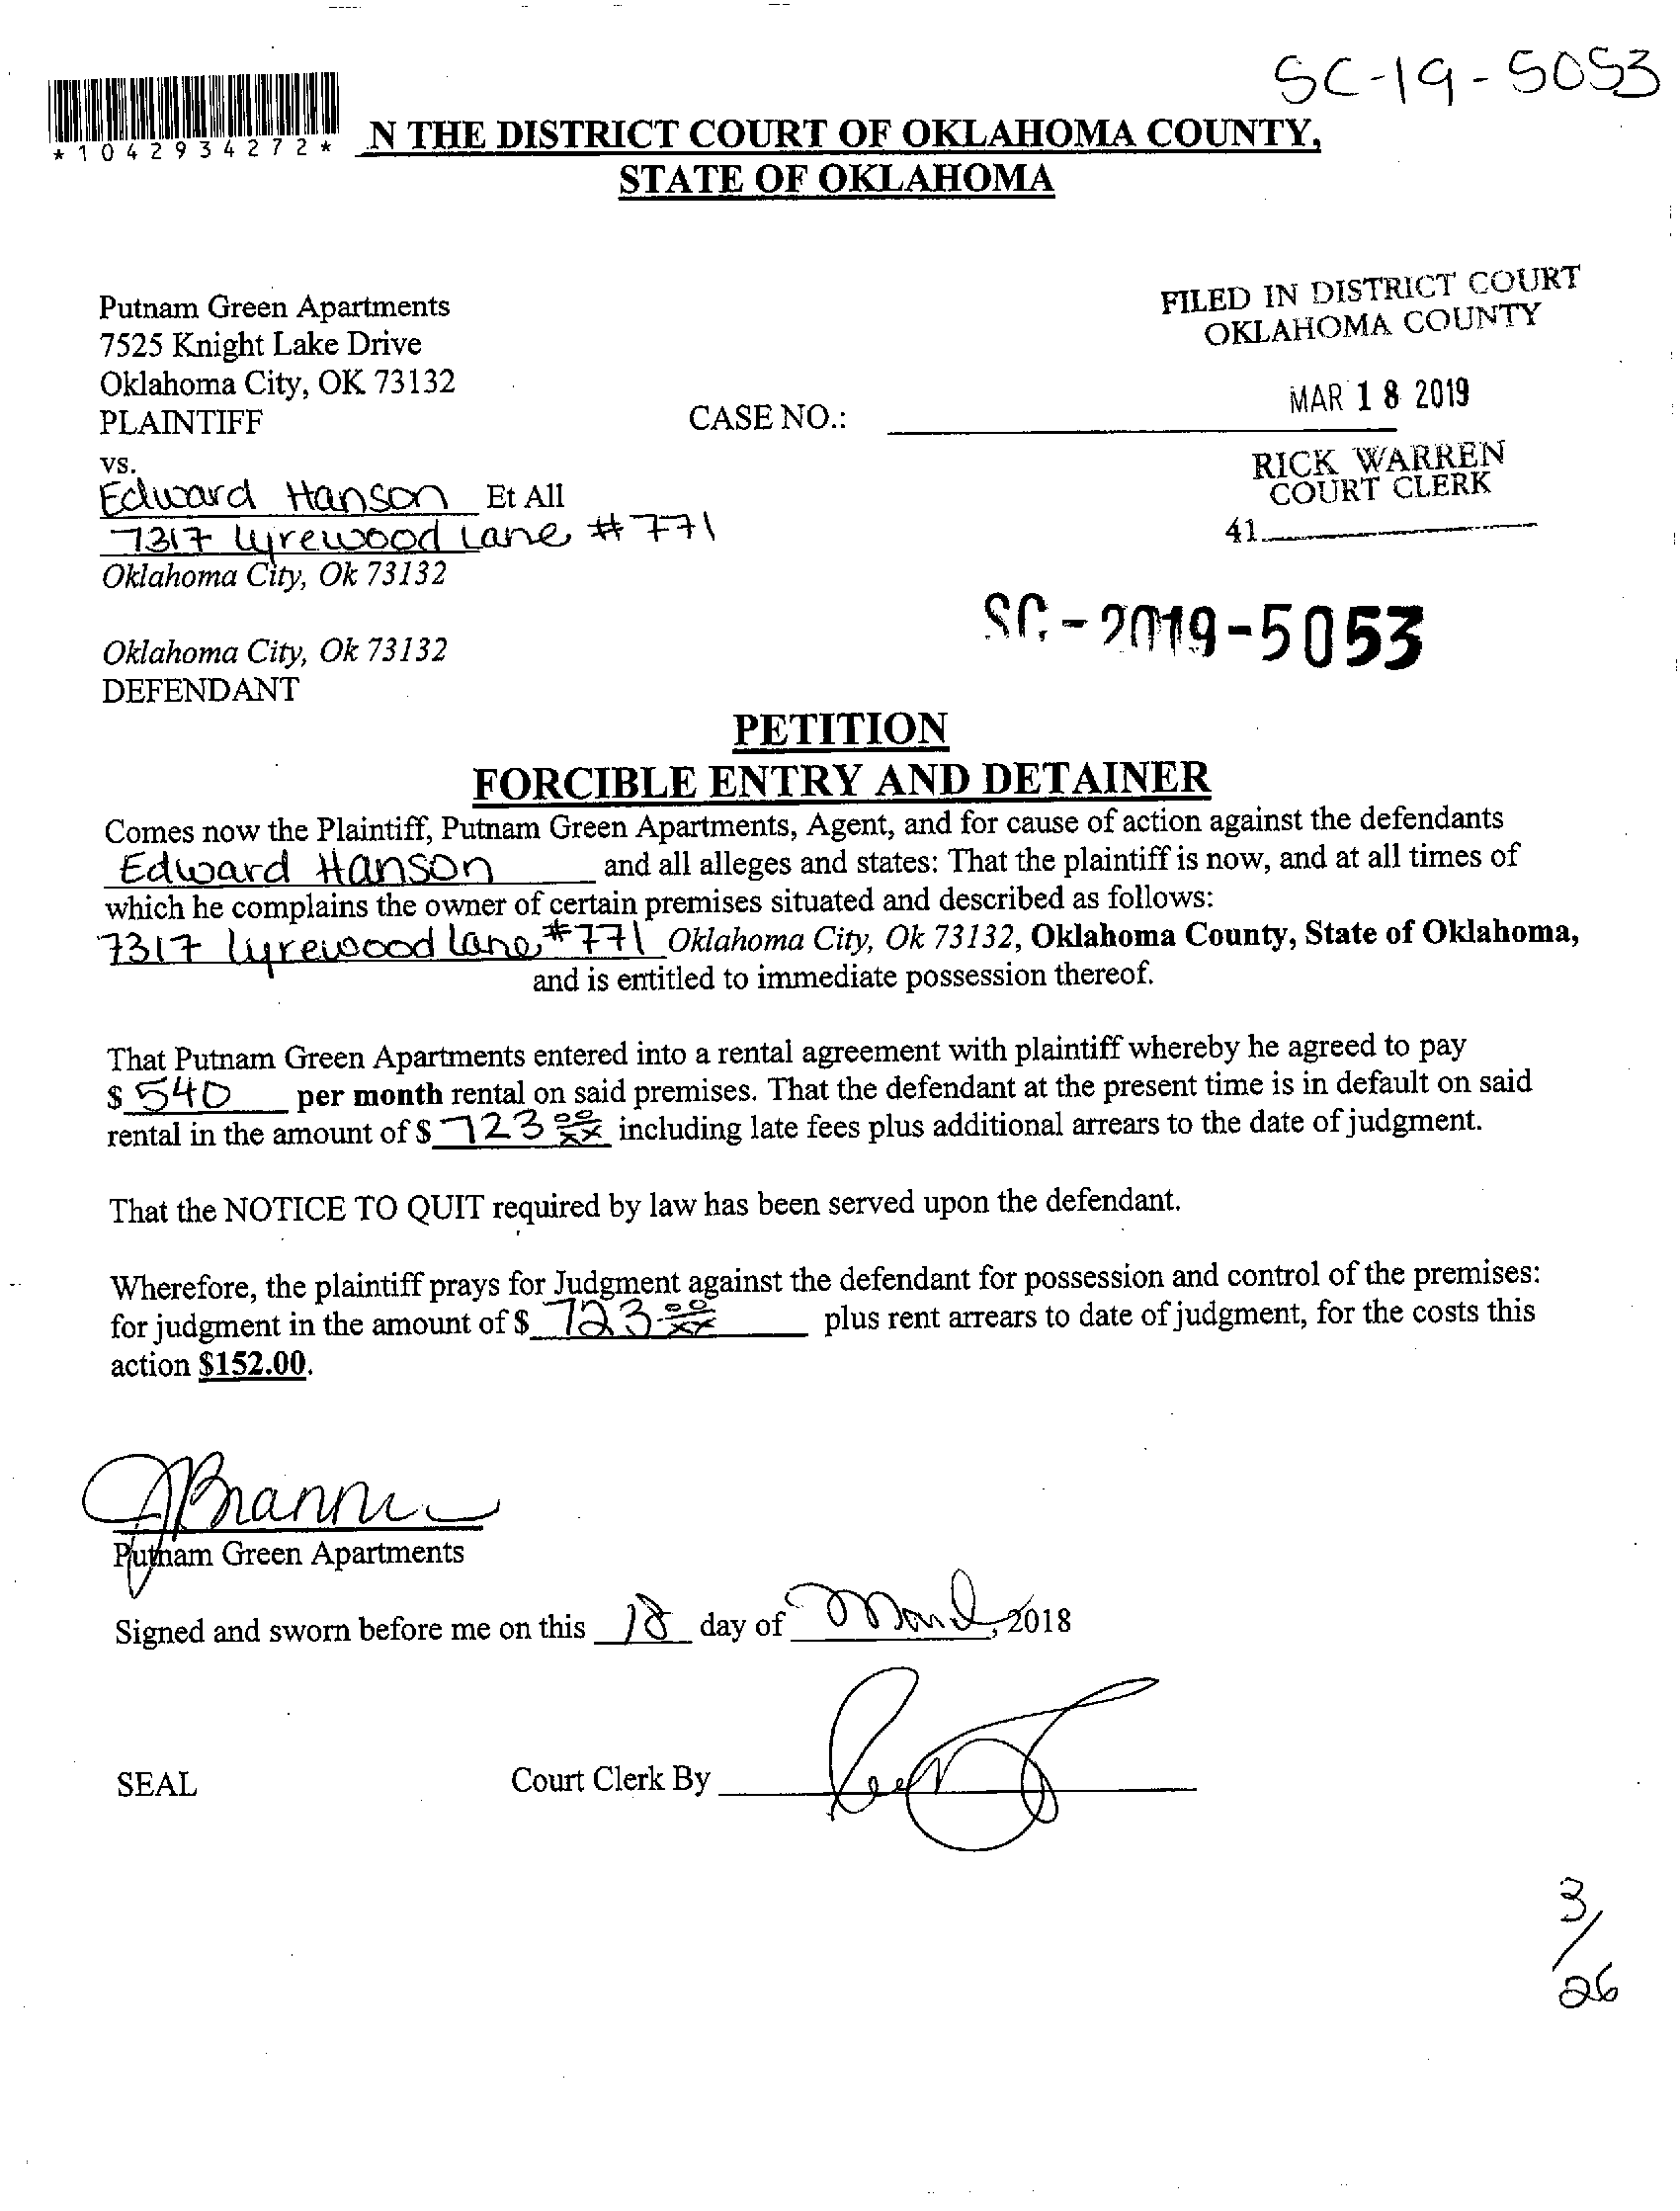 SC-19-5053
*1042934272*
N THE DISTRICT COURT OF OKLAHOMA COUNTY,
STATE OF OKLAHOMA
FILED IN DISTRICT COURT
OKLAHOMA COUNTY
MAR 18 2019
RICK WARREN
COURT CLERK
41
Putnam Green Apartments
7525 Knight Lake Drive
Oklahoma City, OK 73132
PLAINTIFF
CASE NO.:
vs.
Edward Hanson Et All
7317 Lyrewood Lane #771
Oklahoma City, Ok 73132
SC-2019-5053
Oklahoma City, Ok 73132
DEFENDANT
PETITION
FORCIBLE ENTRY AND DETAINER
Comes now the Plaintiff, Putnam Green Apartments, Agent, and for cause of action against the defendants
Edward Hanson and all alleges and states: That the plaintiff is now, and at all times of
which he complains the owner of certain premises situated and described as follows:
7317 Lyrewood Lane, #771 Oklahoma City, Ok 73132, Oklahoma County, State of Oklahoma,
and is entitled to immediate possession thereof.
That Putnam Green Apartments entered into a rental agreement with plaintiff whereby he agreed to pay
$ 540 per month rental on said premises. That the defendant at the present time is in default on said
rental in the amount of $ 723 00/xx including late fees plus additional arrears to the date of judgment.
That the NOTICE TO QUIT required by law has been served upon the defendant.
Wherefore, the plaintiff prays for Judgment against the defendant for possession and control of the premises:
for judgment in the amount of $ 723.00/xx plus rent arrears to date of judgment, for the costs this
action $152.00.
Putnam Green Apartments
Signed and sworn before me on this 18 day of March, 2018
SEAL
Court Clerk By
3/26